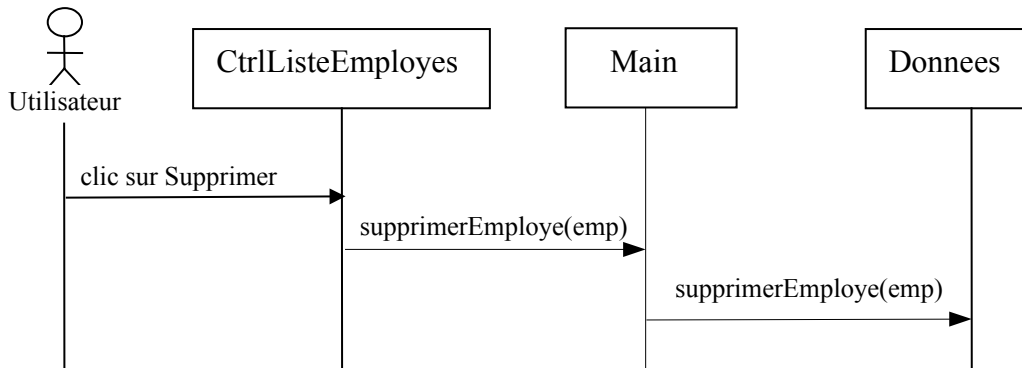 CtrlListeEmployes
Main
Donnees
Utilisateur
clic sur Supprimer
supprimerEmploye(emp)
supprimerEmploye(emp)